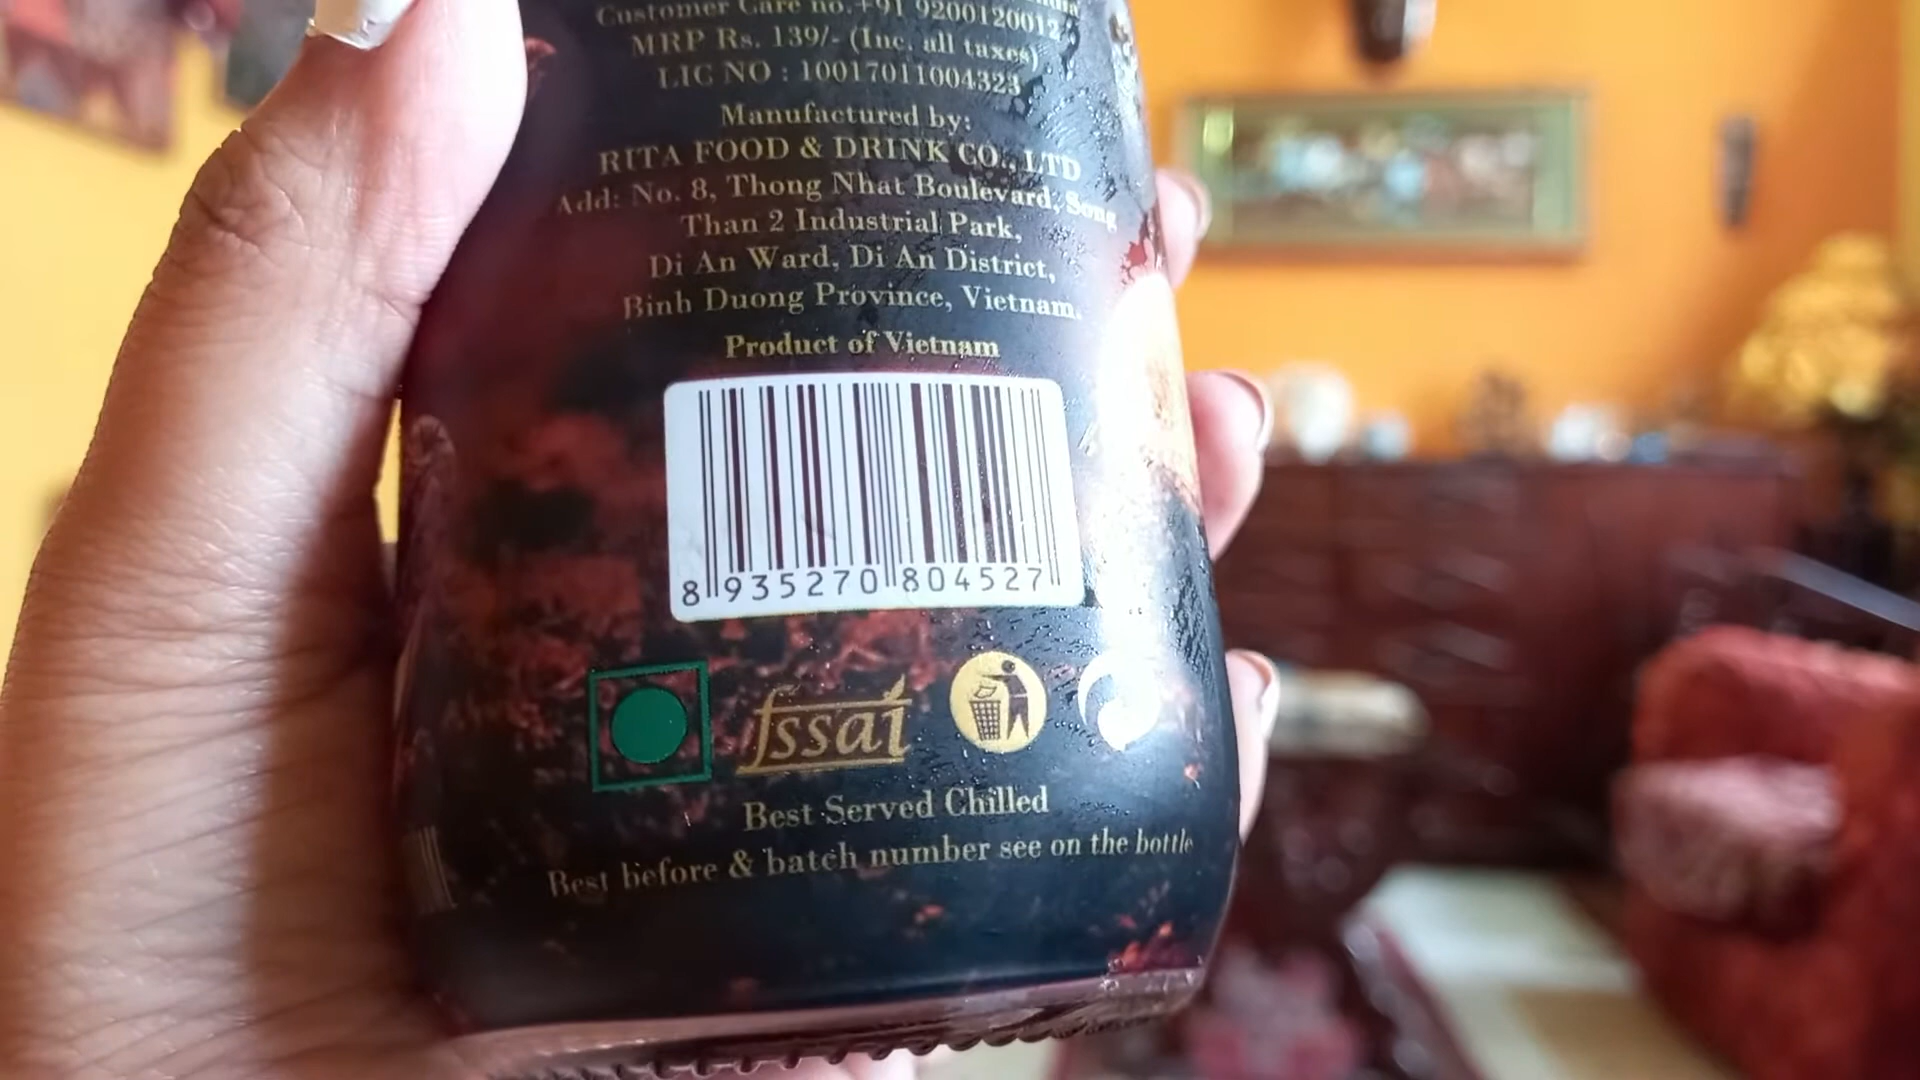 Customer Care no.+91 9200120012
MRP Rs. 139/- (Inc. all taxes)
LIC NO : 10017011004323
Manufactured by:
RITA FOOD & DRINK CO., LTD
Add: No. 8, Thong Nhat Boulevard, Song
Than 2 Industrial Park,
Di An Ward, Di An District,
Binh Duong Province, Vietnam.
Product of Vietnam
8 935270 804527
fssai
Best Served Chilled
Best before & batch number see on the bottle